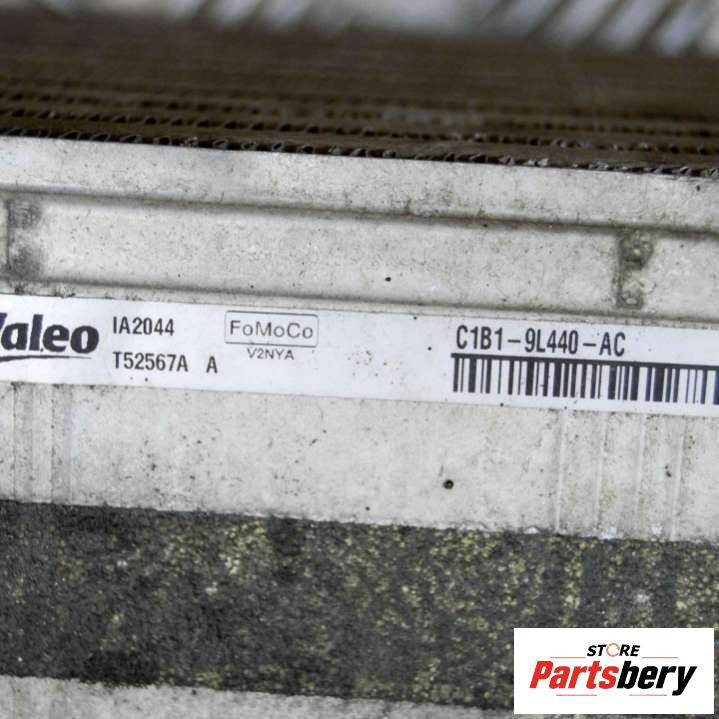 Valeo
IA2044
T52567A A
FoMoCo
V2NYA
C1B1-9L440-AC
STORE
Partsbery